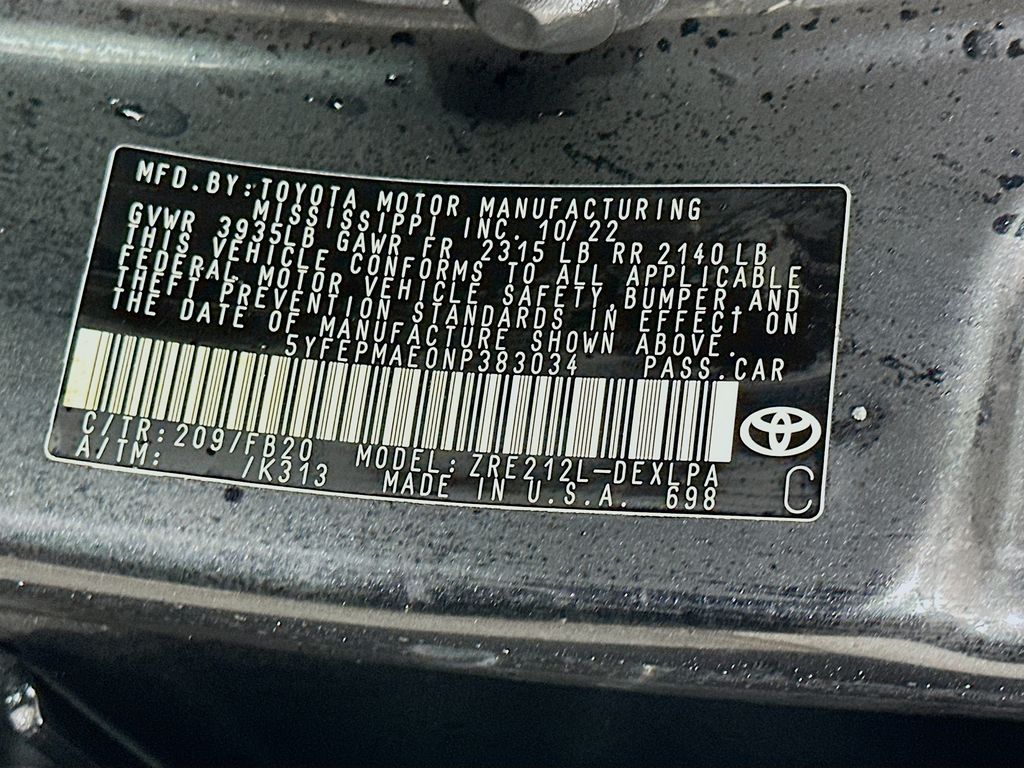 MFD.BY:TOYOTA MOTOR MANUFACTURING
MISSISSIPPI INC. 10/22
GVWR 3935LB GAWR FR 2315 LB RR 2140 LB
THIS VEHICLE CONFORMS TO ALL APPLICABLE
FEDERAL MOTOR VEHICLE SAFETY,BUMPER,AND
THEFT PREVENTION STANDARDS IN EFFECT ON
THE DATE OF MANUFACTURE SHOWN ABOVE.
5YFEPMAE0NP383034 PASS.CAR
C/TR:209/FB20 MODEL:ZRE212L-DEXLPA
A/TM: /K313 MADE IN U.S.A. 698
C